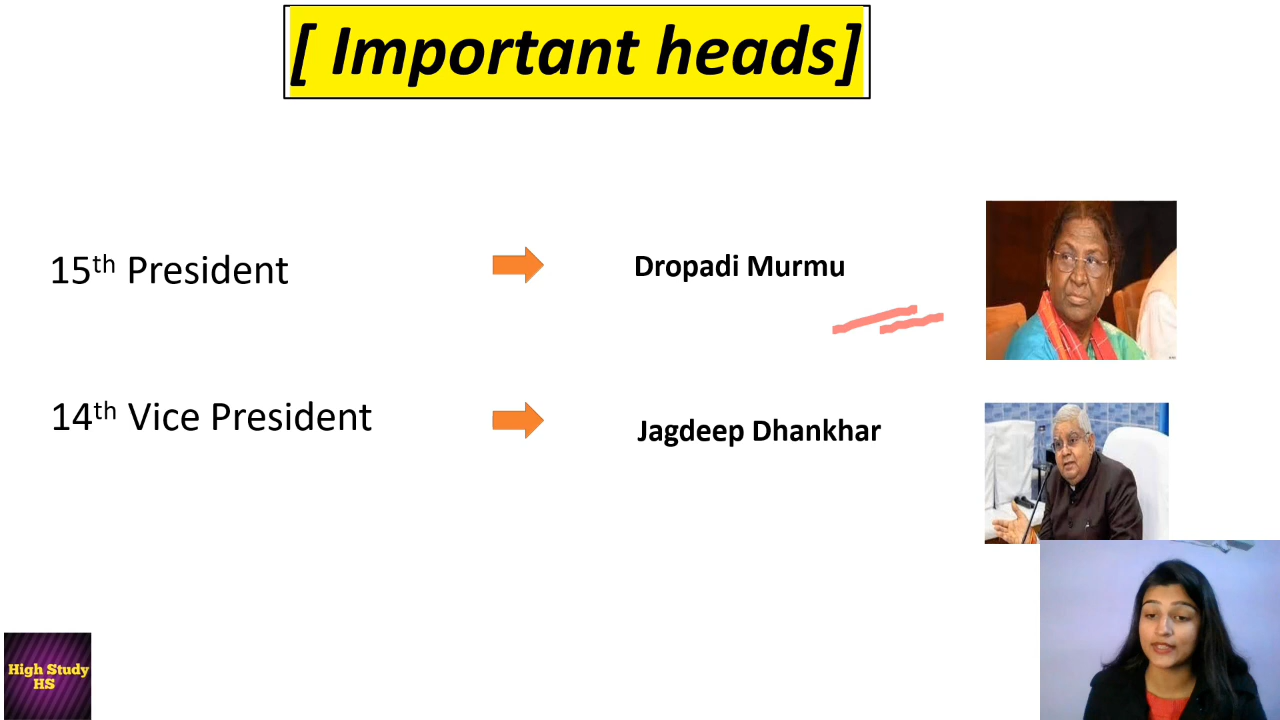 [ Important heads]
15th President
Dropadi Murmu
14th Vice President
Jagdeep Dhankhar
High Study
HS